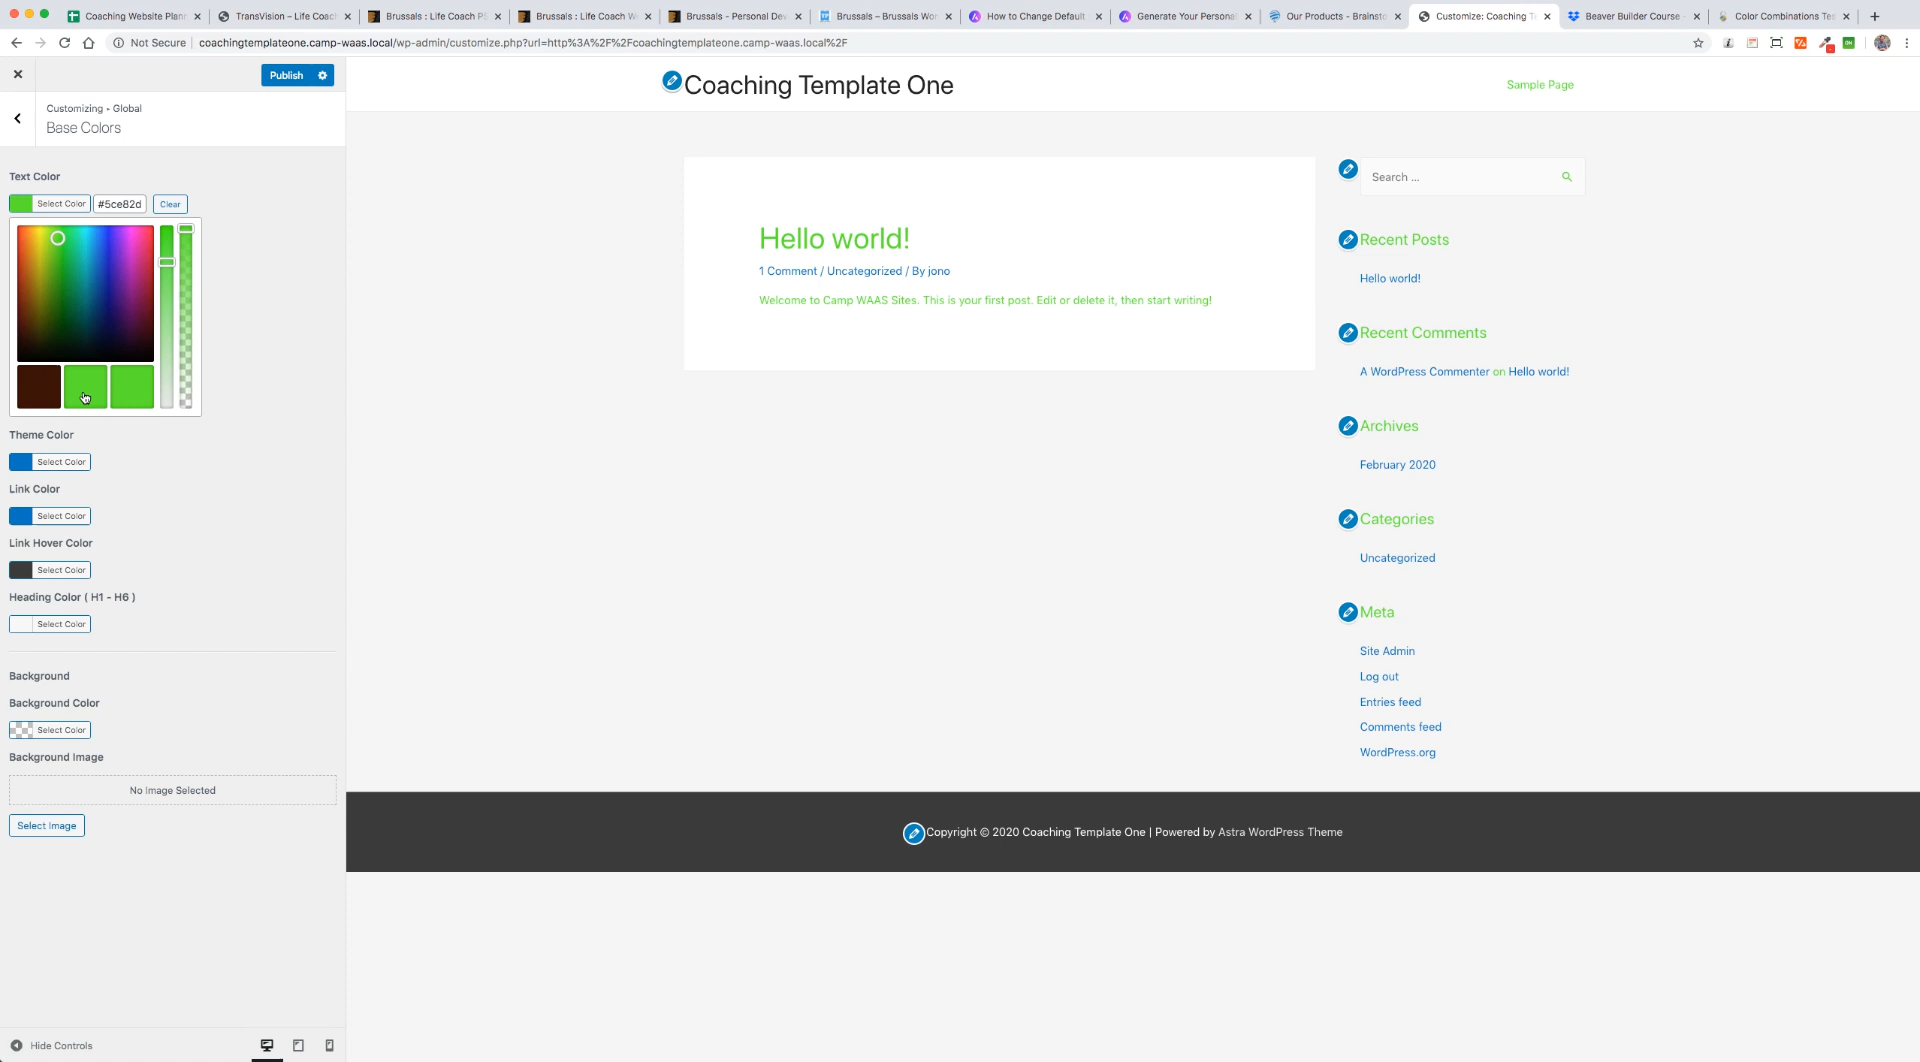 Coaching Website Plann
TransVision – Life Coach
Brussals : Life Coach PS
Brussals : Life Coach W
Brussals - Personal Dev
Brussals – Brussals Wor
How to Change Default
Generate Your Personal
Our Products - Brainsto
Customize: Coaching Te
Beaver Builder Course -
Color Combinations Tes
Not Secure
coachingtemplateone.camp-waas.local/wp-admin/customize.php?url=http%3A%2F%2Fcoachingtemplateone.camp-waas.local%2F
Publish
Customizing ▸ Global
Base Colors
Text Color
Select Color
#5ce82d
Clear
Theme Color
Select Color
Link Color
Select Color
Link Hover Color
Select Color
Heading Color ( H1 - H6 )
Select Color
Background
Background Color
Select Color
Background Image
No Image Selected
Select Image
Hide Controls
Coaching Template One
Sample Page
Hello world!
1 Comment / Uncategorized / By jono
Welcome to Camp WAAS Sites. This is your first post. Edit or delete it, then start writing!
Search ...
Recent Posts
Hello world!
Recent Comments
A WordPress Commenter on Hello world!
Archives
February 2020
Categories
Uncategorized
Meta
Site Admin
Log out
Entries feed
Comments feed
WordPress.org
Copyright © 2020 Coaching Template One | Powered by Astra WordPress Theme